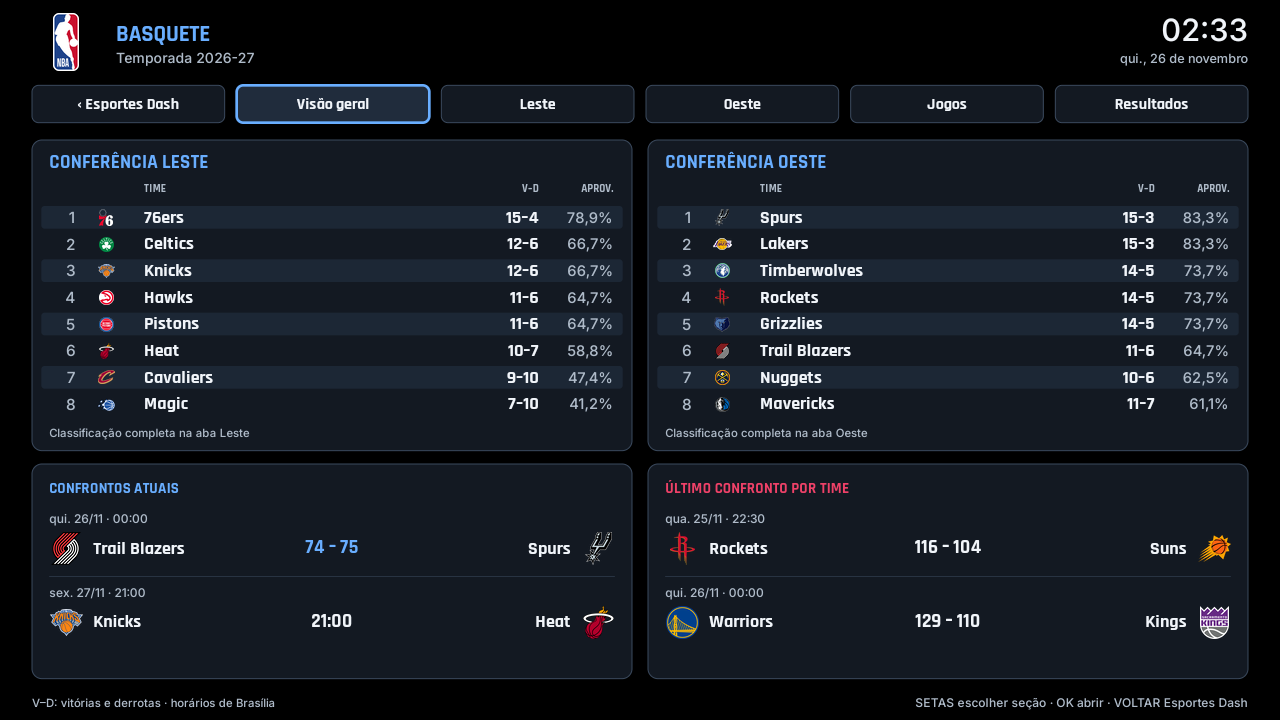 NBA
BASQUETE
Temporada 2026-27
02:33
qui., 26 de novembro
‹ Esportes Dash
Visão geral
Leste
Oeste
Jogos
Resultados
CONFERÊNCIA LESTE
TIME V–D APROV.
1 76ers 15–4 78,9%
2 Celtics 12–6 66,7%
3 Knicks 12–6 66,7%
4 Hawks 11–6 64,7%
5 Pistons 11–6 64,7%
6 Heat 10–7 58,8%
7 Cavaliers 9–10 47,4%
8 Magic 7–10 41,2%
Classificação completa na aba Leste
CONFERÊNCIA OESTE
TIME V–D APROV.
1 Spurs 15–3 83,3%
2 Lakers 15–3 83,3%
3 Timberwolves 14–5 73,7%
4 Rockets 14–5 73,7%
5 Grizzlies 14–5 73,7%
6 Trail Blazers 11–6 64,7%
7 Nuggets 10–6 62,5%
8 Mavericks 11–7 61,1%
Classificação completa na aba Oeste
CONFRONTOS ATUAIS
qui. 26/11 · 00:00
Trail Blazers 74 – 75 Spurs
sex. 27/11 · 21:00
Knicks 21:00 Heat
ÚLTIMO CONFRONTO POR TIME
qua. 25/11 · 22:30
Rockets 116 – 104 Suns
qui. 26/11 · 00:00
Warriors 129 – 110 Kings
KINGS
V–D: vitórias e derrotas · horários de Brasília
SETAS escolher seção · OK abrir · VOLTAR Esportes Dash